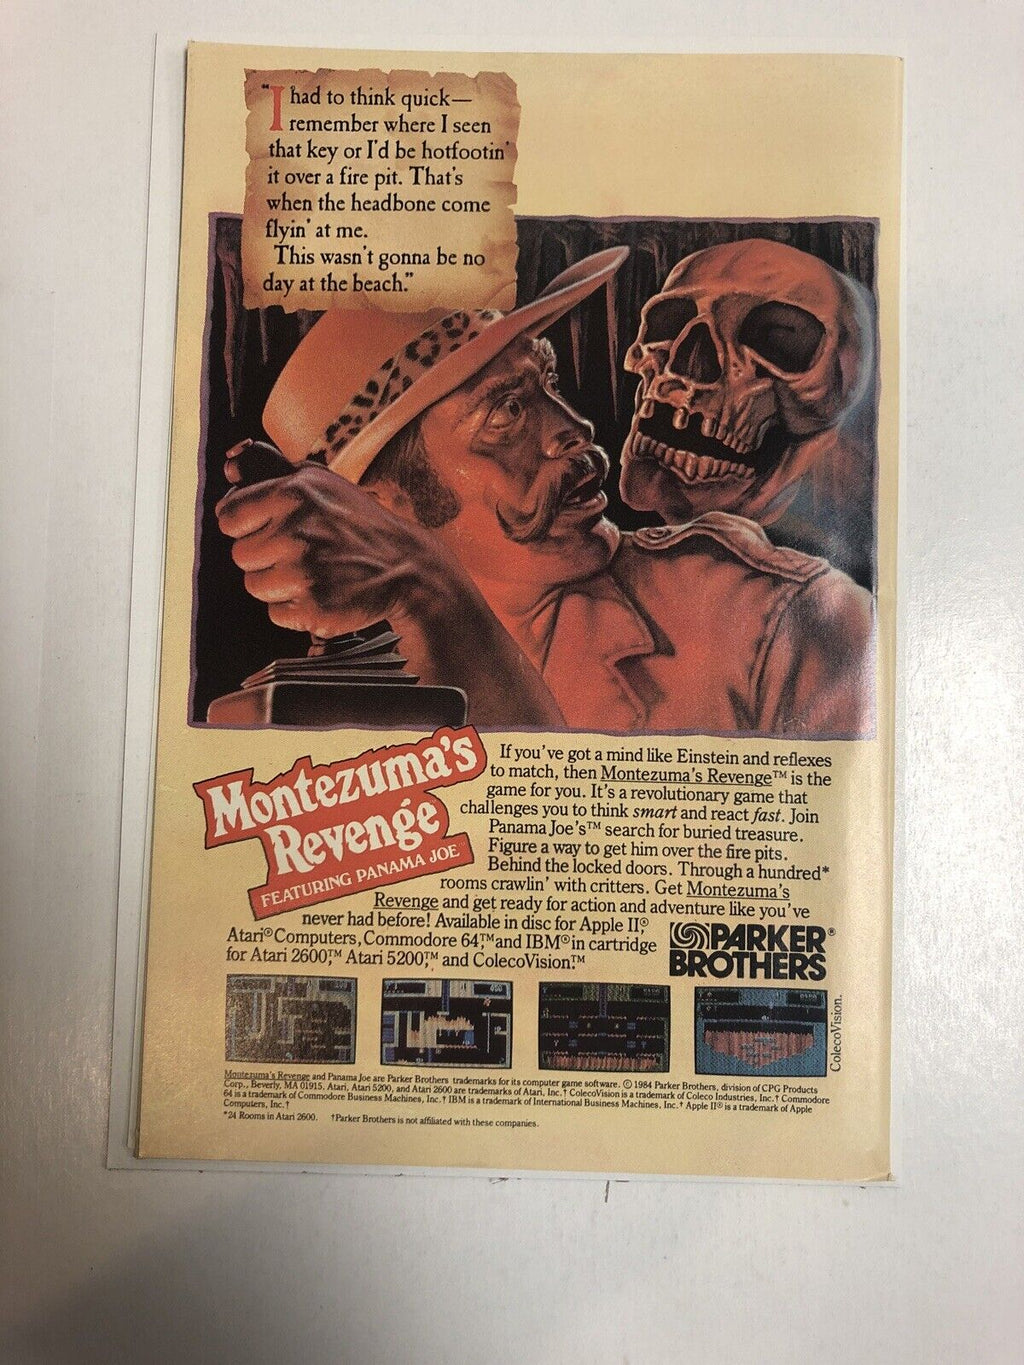 "I had to think quick—
remember where I seen
that key or I'd be hotfootin'
it over a fire pit. That's
when the headbone come
flyin' at me.
This wasn't gonna be no
day at the beach."
Montezuma's
Revenge
FEATURING PANAMA JOE™
If you've got a mind like Einstein and reflexes
to match, then Montezuma's Revenge™ is the
game for you. It's a revolutionary game that
challenges you to think smart and react fast. Join
Panama Joe's™ search for buried treasure.
Figure a way to get him over the fire pits.
Behind the locked doors. Through a hundred*
rooms crawlin' with critters. Get Montezuma's
Revenge and get ready for action and adventure like you've
never had before! Available in disc for Apple II,®
Atari® Computers, Commodore 64,™ and IBM® in cartridge
for Atari 2600,™ Atari 5200,™ and ColecoVision.™
PARKER®
BROTHERS
ColecoVision.
Montezuma's Revenge and Panama Joe are Parker Brothers trademarks for its computer game software. © 1984 Parker Brothers, division of CPG Products
Corp., Beverly, MA 01915. Atari, Atari 5200, and Atari 2600 are trademarks of Atari, Inc.† ColecoVision is a trademark of Coleco Industries, Inc.† Commodore
64 is a trademark of Commodore Business Machines, Inc.† IBM is a trademark of International Business Machines, Inc.† Apple II® is a trademark of Apple
Computers, Inc.†
*24 Rooms in Atari 2600. †Parker Brothers is not affiliated with these companies.